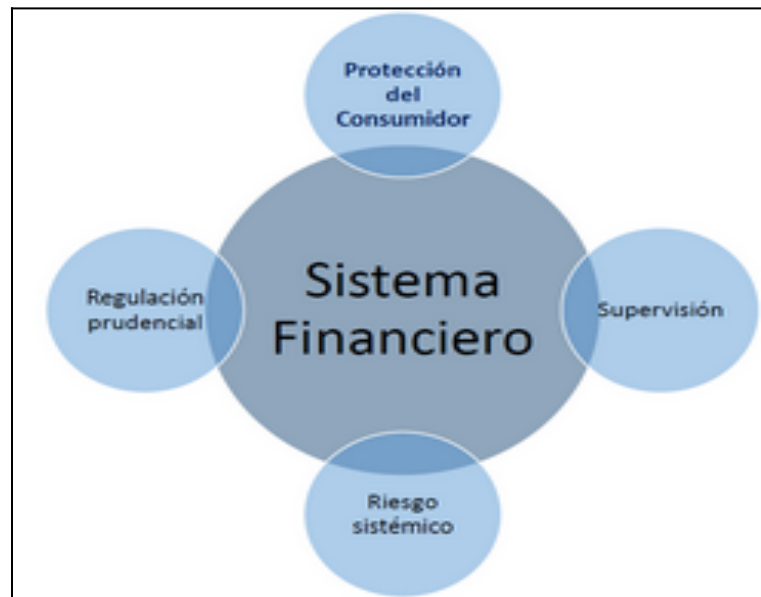 Protección
del
Consumidor
Regulación
prudencial
Sistema
Financiero
Supervisión
Riesgo
sistémico